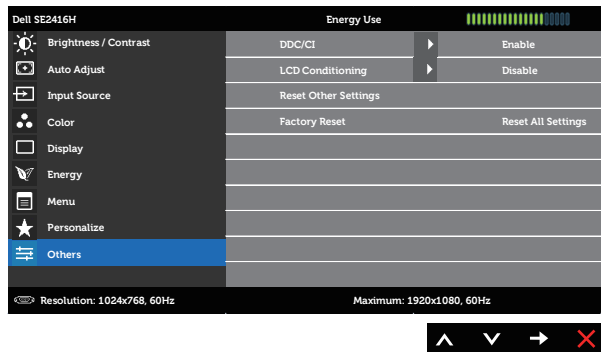 Dell SE2416H Energy Use
Brightness / Contrast DDC/CI Enable
Auto Adjust LCD Conditioning Disable
Input Source Reset Other Settings
Color Factory Reset Reset All Settings
Display
Energy
Menu
Personalize
Others
Resolution: 1024x768, 60Hz Maximum: 1920x1080, 60Hz